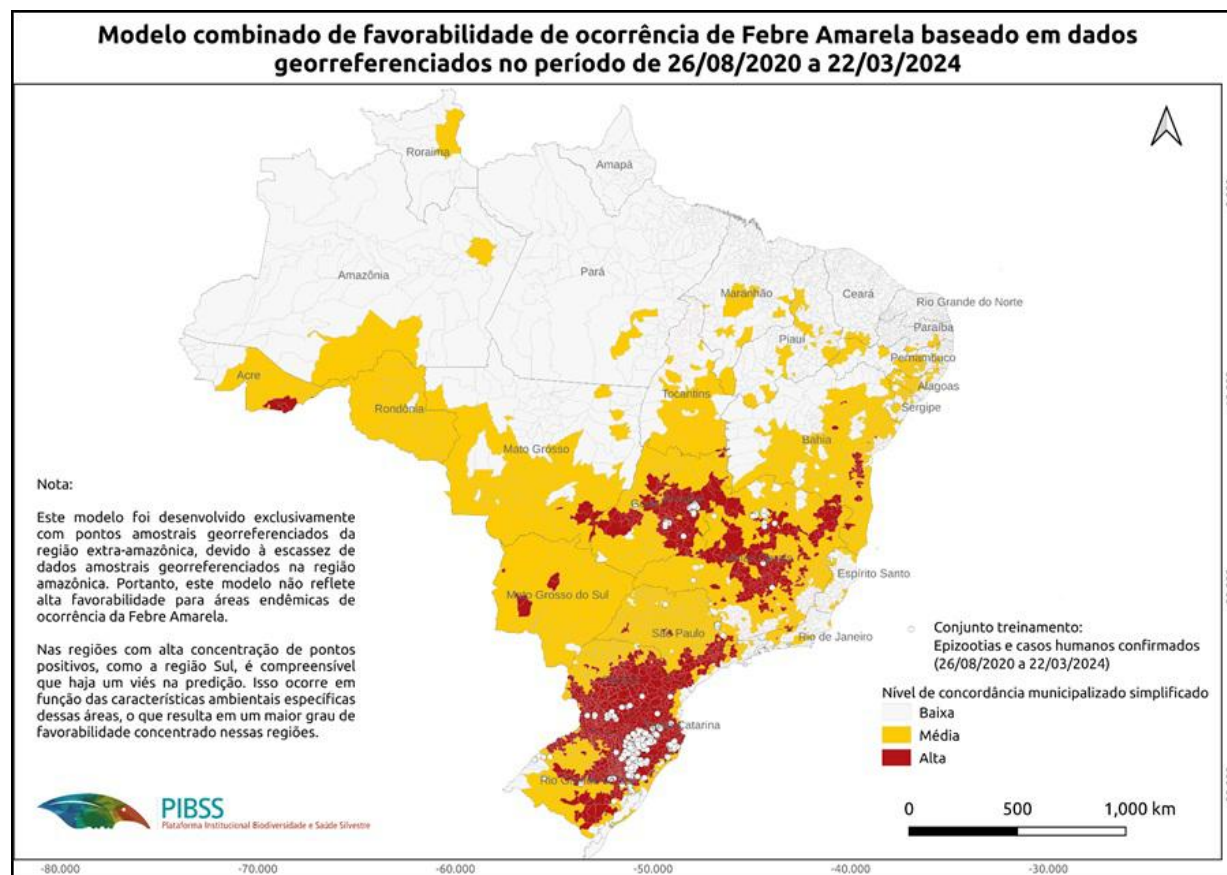 Modelo combinado de favorabilidade de ocorrência de Febre Amarela baseado em dados
georreferenciados no período de 26/08/2020 a 22/03/2024
Roraima
Amapá
Amazônia
Pará
Maranhão
Ceará
Rio Grande do Norte
Paraíba
Piauí
Pernambuco
Acre
Alagoas
Tocantins
Sergipe
Rondônia
Bahia
Mato Grosso
Espírito Santo
Mato Grosso do Sul
São Paulo
Rio de Janeiro
Catarina
Rio G
Nota:
Este modelo foi desenvolvido exclusivamente
com pontos amostrais georreferenciados da
região extra-amazônica, devido à escassez de
dados amostrais georreferenciados na região
amazônica. Portanto, este modelo não reflete
alta favorabilidade para áreas endêmicas de
ocorrência da Febre Amarela.
Nas regiões com alta concentração de pontos
positivos, como a região Sul, é compreensível
que haja um viés na predição. Isso ocorre em
função das características ambientais específicas
dessas áreas, o que resulta em um maior grau de
favorabilidade concentrado nessas regiões.
Conjunto treinamento:
Epizootias e casos humanos confirmados
(26/08/2020 a 22/03/2024)
Nível de concordância municipalizado simplificado
Baixa
Média
Alta
0 500 1,000 km
PIBSS
Plataforma Institucional Biodiversidade e Saúde Silvestre
-80.000 -70.000 -60.000 -50.000 -40.000 -30.000